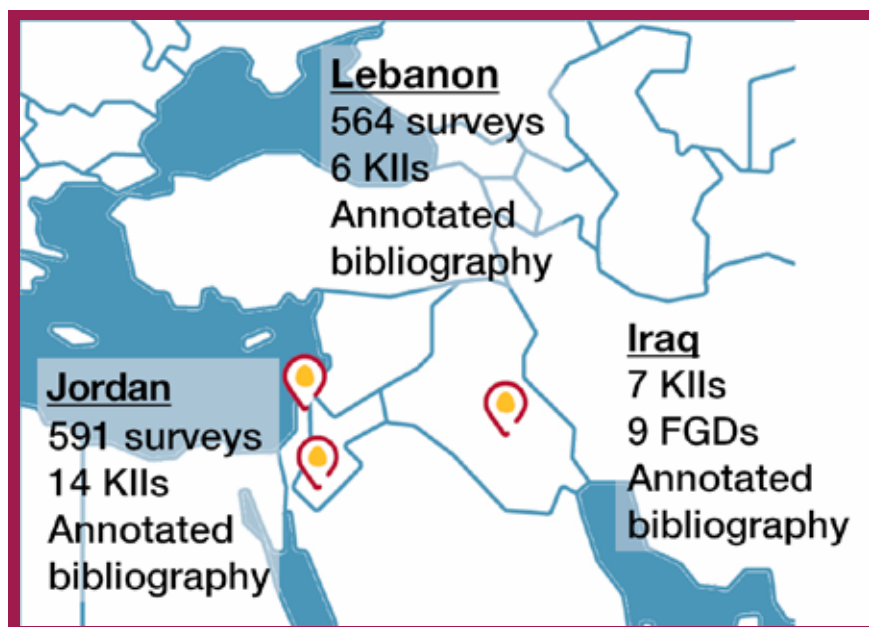 Lebanon
564 surveys
6 KIIs
Annotated
bibliography
Jordan
591 surveys
14 KIIs
Annotated
bibliography
Iraq
7 KIIs
9 FGDs
Annotated
bibliography